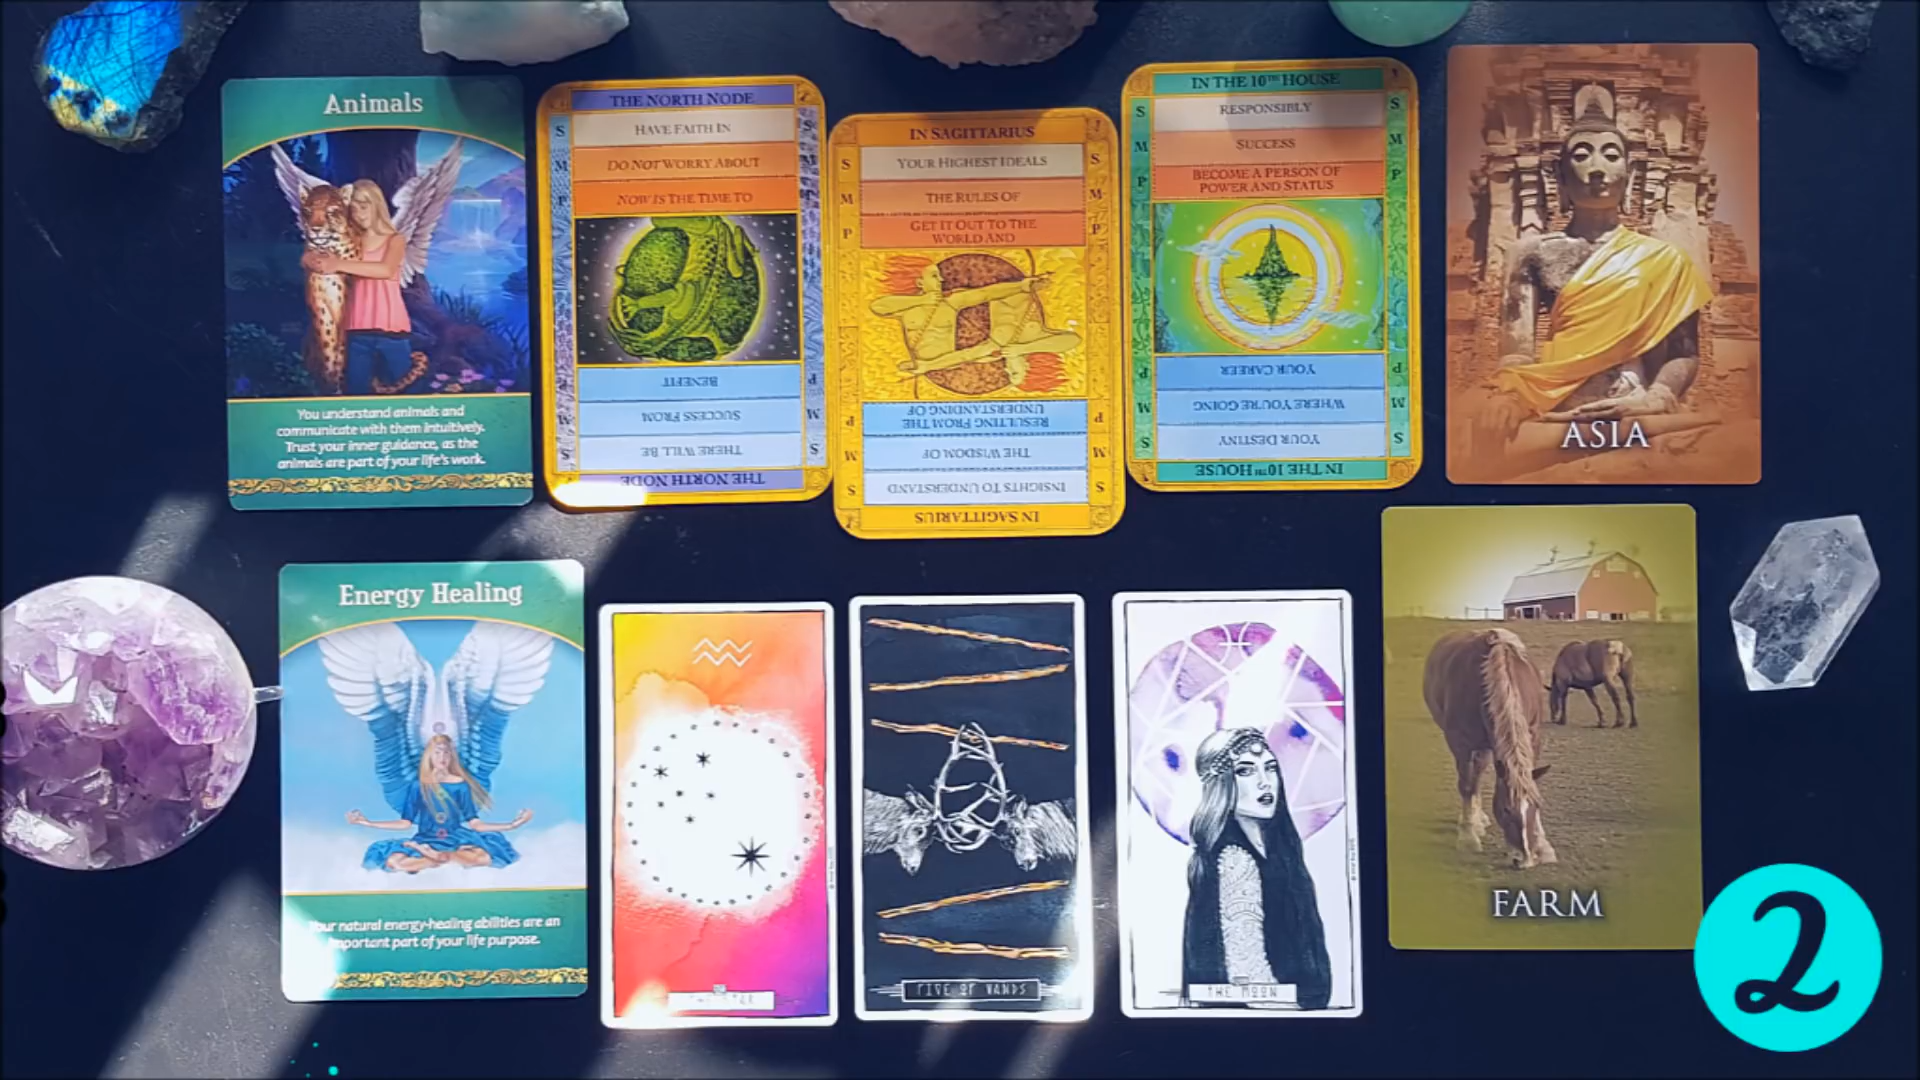 Animals
You understand animals and
communicate with them intuitively.
Trust your inner guidance, as the
animals are part of your life's work.
THE NORTH NODE
S
S
HAVE FAITH IN
M
M
DO NOT WORRY ABOUT
P
P
NOW IS THE TIME TO
BENEFIT
P
SUCCESS FROM
M
M
THERE WILL BE
S
S
THE NORTH NODE
IN SAGITTARIUS
S
YOUR HIGHEST IDEALS
S
M
THE RULES OF
M
P
GET IT OUT TO THE
WORLD AND
P
RESULTING FROM THE
UNDERSTANDING OF
P
P
THE WISDOM OF
M
M
INSIGHTS TO UNDERSTAND
S
S
IN SAGITTARIUS
IN THE 10TH HOUSE
S
RESPONSIBLY
S
M
SUCCESS
M
P
BECOME A PERSON OF
POWER AND STATUS
P
YOUR CAREER
P
P
WHERE YOU'RE GOING
M
M
YOUR DESTINY
S
S
IN THE 10TH HOUSE
ASIA
Energy Healing
Your natural energy-healing abilities are an
important part of your life purpose.
THE STAR
FIVE OF WANDS
THE MOON
FARM
2